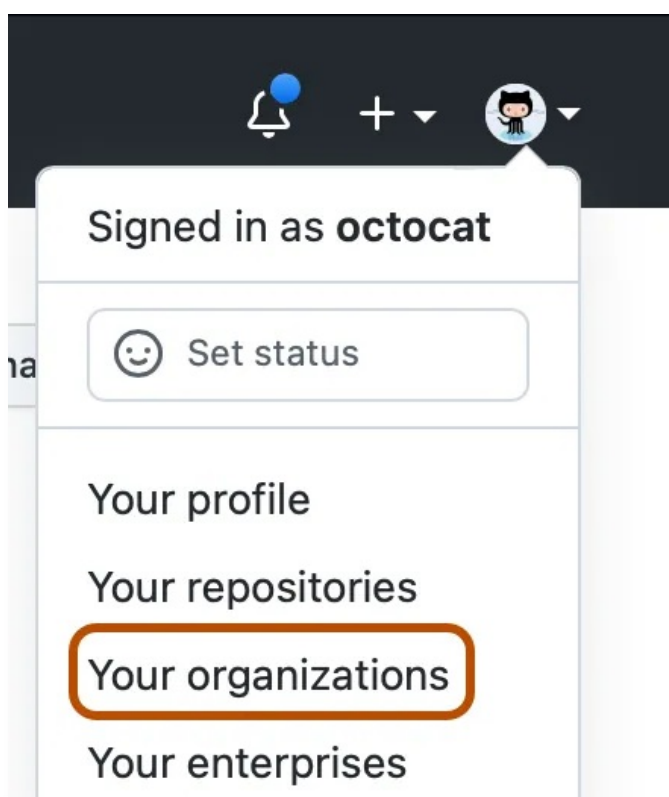 Signed in as octocat
Set status
Your profile
Your repositories
Your organizations
Your enterprises